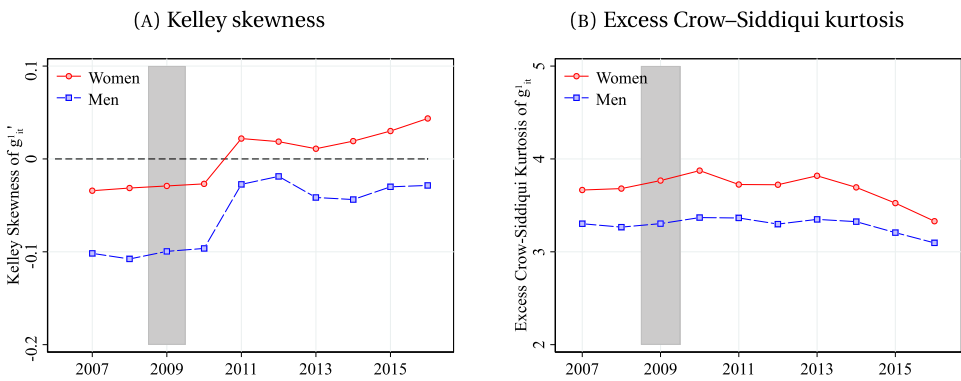 (A) Kelley skewness
Kelley Skewness of g¹ᵢₜ'
0.1
0
-0.1
-0.2
Women
Men
2007 2009 2011 2013 2015
(B) Excess Crow–Siddiqui kurtosis
Excess Crow-Siddiqui Kurtosis of g¹ᵢₜ
5
4
3
2
Women
Men
2007 2009 2011 2013 2015